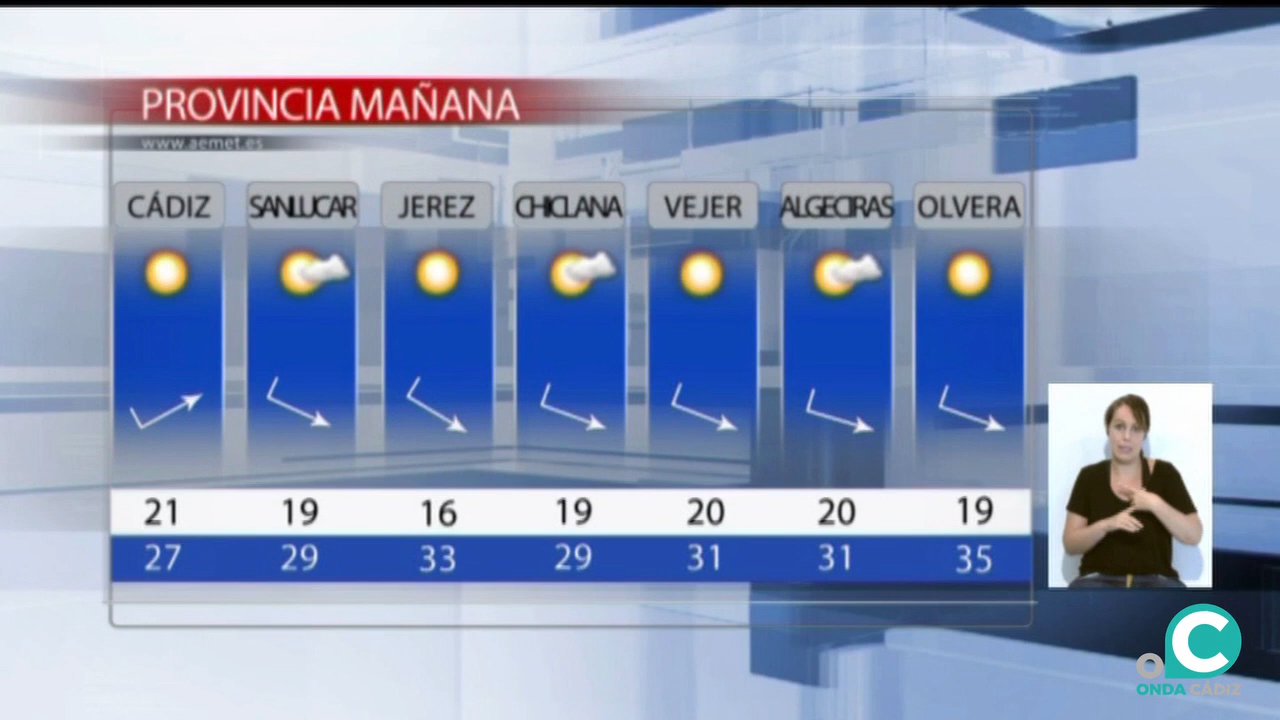 PROVINCIA MAÑANA
www.aemet.es
CÁDIZ SANLUCAR JEREZ CHICLANA VEJER ALGECIRAS OLVERA
21 19 16 19 20 20 19
27 29 33 29 31 31 35
OC
ONDA CÁDIZ